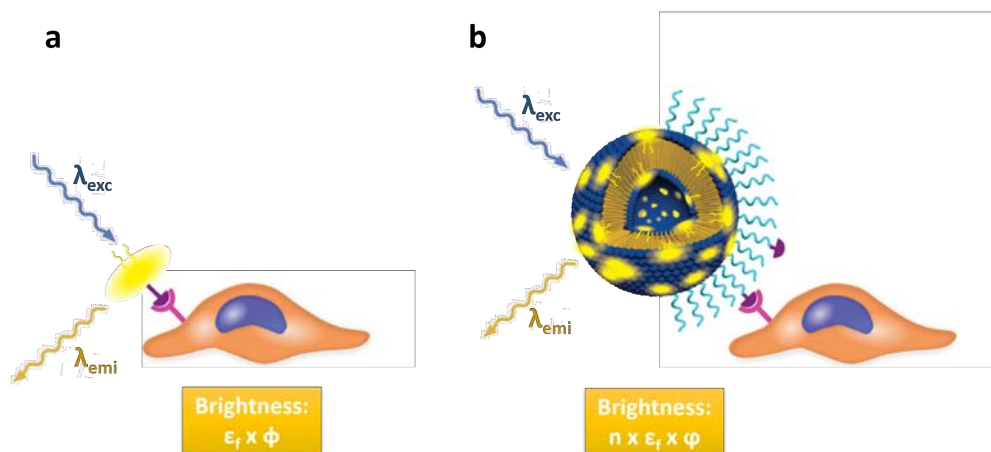 a
λexc
λemi
Brightness:
εf x ϕ
b
λexc
λemi
Brightness:
n x εf x φ